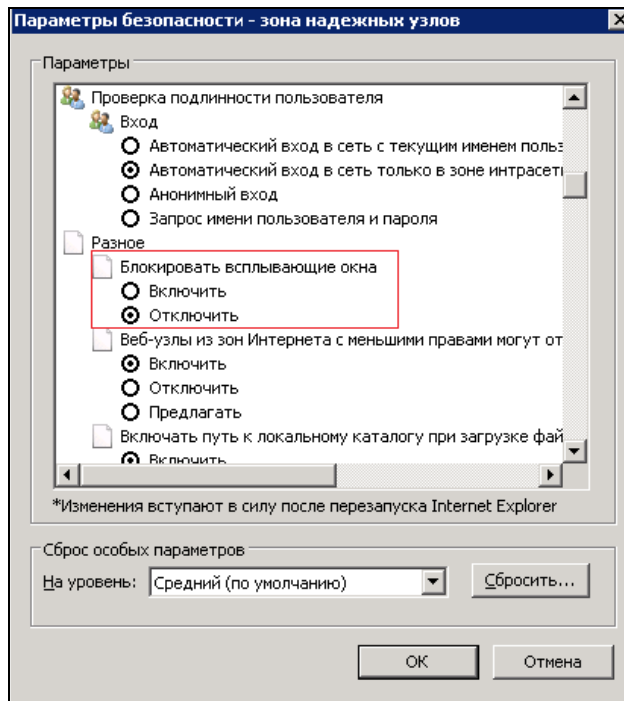 Параметры безопасности - зона надежных узлов
Параметры
Проверка подлинности пользователя
Вход
Автоматический вход в сеть с текущим именем польз
Автоматический вход в сеть только в зоне интрасети
Анонимный вход
Запрос имени пользователя и пароля
Разное
Блокировать всплывающие окна
Включить
Отключить
Веб-узлы из зон Интернета с меньшими правами могут от
Включить
Отключить
Предлагать
Включать путь к локальному каталогу при загрузке фай
Включить
*Изменения вступают в силу после перезапуска Internet Explorer
Сброс особых параметров
На уровень: Средний (по умолчанию) Сбросить...
ОК Отмена